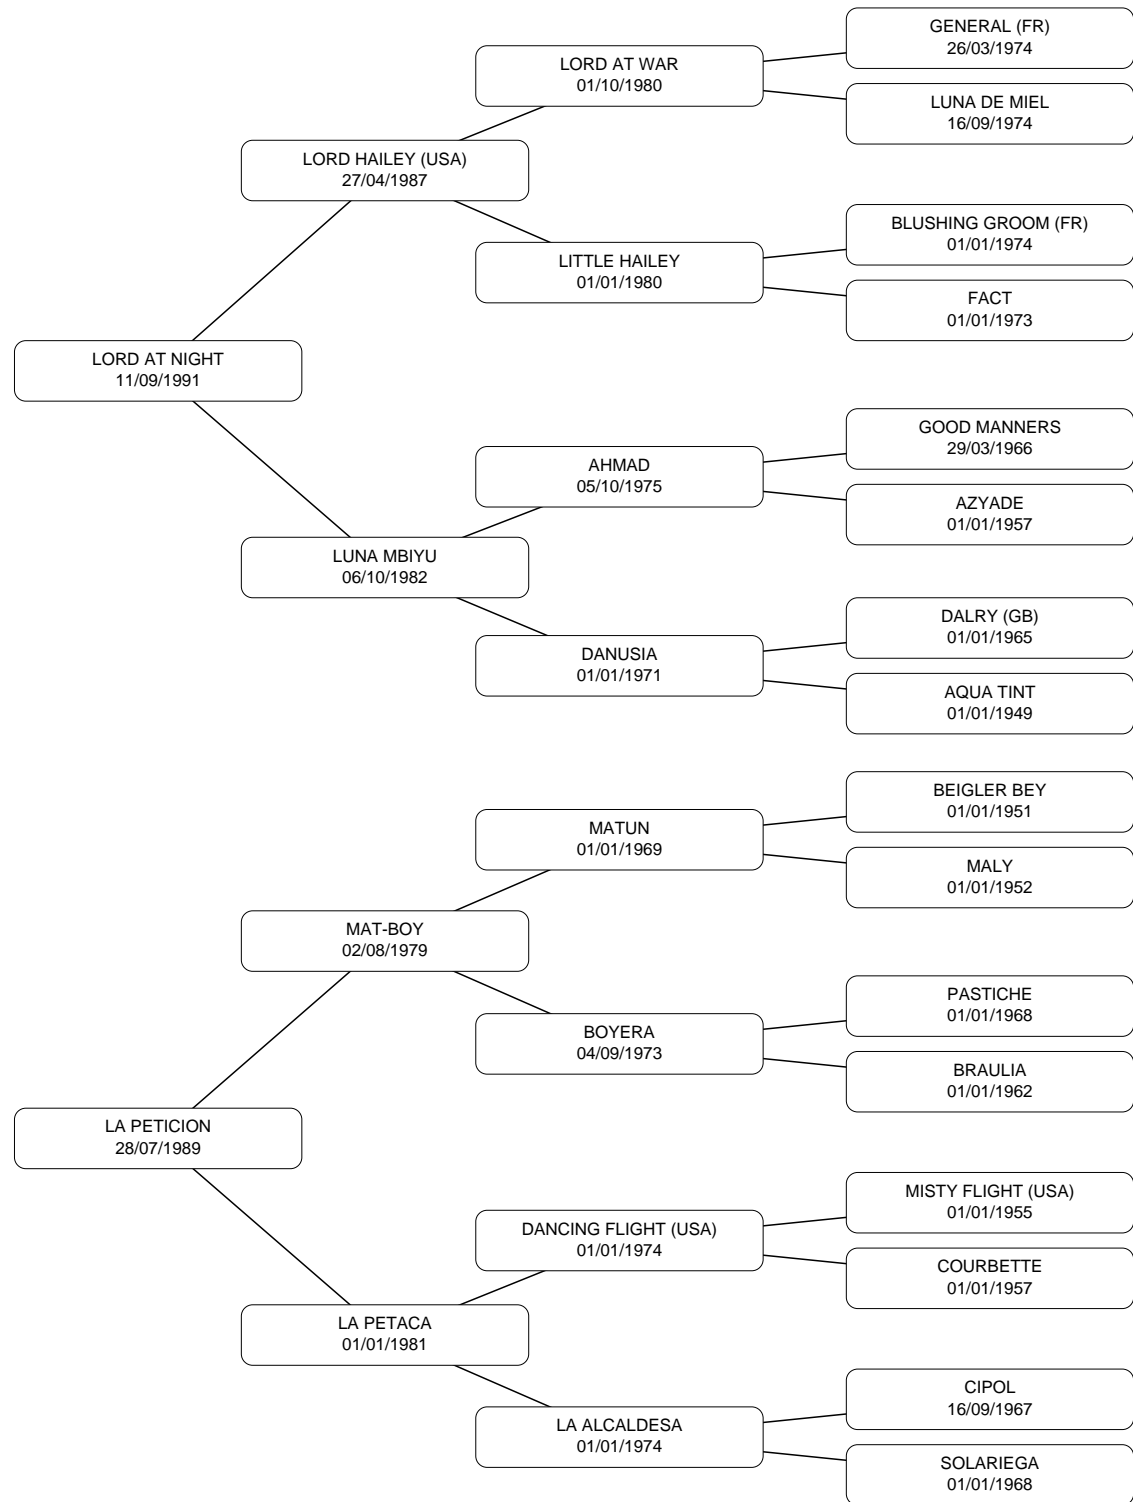 GENERAL (FR)
26/03/1974
LORD AT WAR
01/10/1980
LUNA DE MIEL
16/09/1974
LORD HAILEY (USA)
27/04/1987
BLUSHING GROOM (FR)
01/01/1974
LITTLE HAILEY
01/01/1980
FACT
01/01/1973
LORD AT NIGHT
11/09/1991
GOOD MANNERS
29/03/1966
AHMAD
05/10/1975
AZYADE
01/01/1957
LUNA MBIYU
06/10/1982
DALRY (GB)
01/01/1965
DANUSIA
01/01/1971
AQUA TINT
01/01/1949
BEIGLER BEY
01/01/1951
MATUN
01/01/1969
MALY
01/01/1952
MAT-BOY
02/08/1979
PASTICHE
01/01/1968
BOYERA
04/09/1973
BRAULIA
01/01/1962
LA PETICION
28/07/1989
MISTY FLIGHT (USA)
01/01/1955
DANCING FLIGHT (USA)
01/01/1974
COURBETTE
01/01/1957
LA PETACA
01/01/1981
CIPOL
16/09/1967
LA ALCALDESA
01/01/1974
SOLARIEGA
01/01/1968